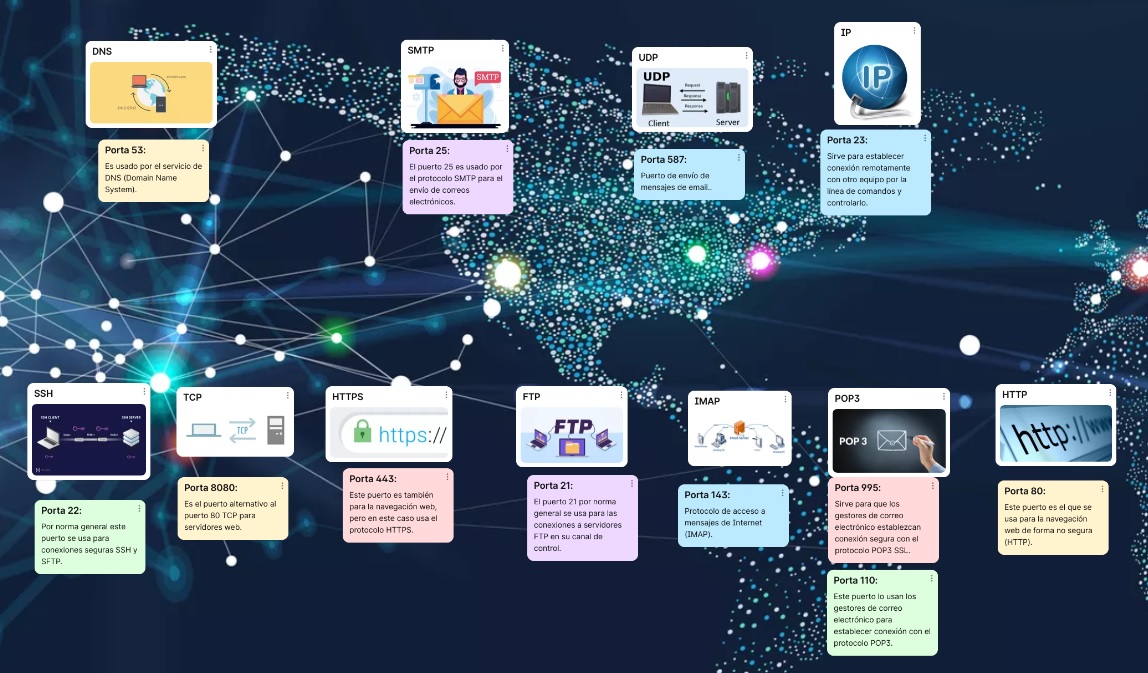 DNS
Porta 53:
Es usado por el servicio de
DNS (Domain Name
System).
SMTP
SMTP
Porta 25:
El puerto 25 es usado por
el protocolo SMTP para el
envío de correos
electrónicos.
UDP
UDP
Request
Response
Response
Client
Server
Porta 587:
Puerto de envío de
mensajes de email..
IP
IP
Porta 23:
Sirve para establecer
conexión remotamente
con otro equipo por la
línea de comandos y
controlarlo.
SSH
SSH CLIENT
SSH SERVER
Porta 22:
Por norma general este
puerto se usa para
conexiones seguras SSH y
SFTP.
TCP
TCP
Porta 8080:
Es el puerto alternativo al
puerto 80 TCP para
servidores web.
HTTPS
https://
Porta 443:
Este puerto es también
para la navegación web,
pero en este caso usa el
protocolo HTTPS.
FTP
FTP
Porta 21:
El puerto 21 por norma
general se usa para las
conexiones a servidores
FTP en su canal de
control.
IMAP
Porta 143:
Protocolo de acceso a
mensajes de Internet
(IMAP).
POP3
POP 3
Porta 995:
Sirve para que los
gestores de correo
electrónico establezcan
conexión segura con el
protocolo POP3 SSL.
Porta 110:
Este puerto lo usan los
gestores de correo
electrónico para
establecer conexión con el
protocolo POP3.
HTTP
http://www
Porta 80:
Este puerto es el que se
usa para la navegación
web de forma no segura
(HTTP).